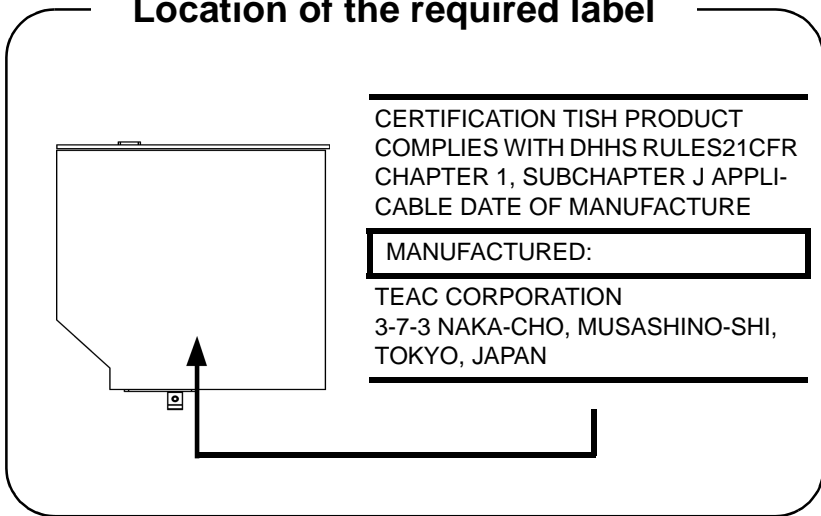 Location of the required label
CERTIFICATION TISH PRODUCT
COMPLIES WITH DHHS RULES21CFR
CHAPTER 1, SUBCHAPTER J APPLI-
CABLE DATE OF MANUFACTURE
MANUFACTURED:
TEAC CORPORATION
3-7-3 NAKA-CHO, MUSASHINO-SHI,
TOKYO, JAPAN